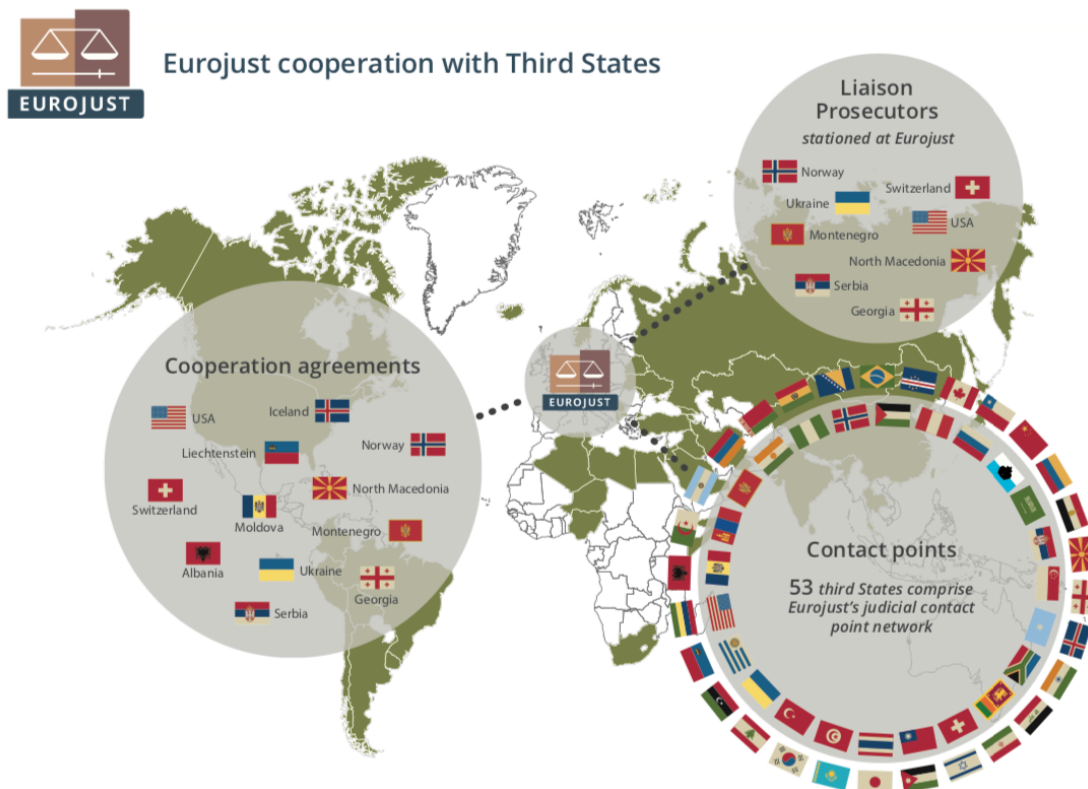 EUROJUST
Eurojust cooperation with Third States
Liaison
Prosecutors
stationed at Eurojust
Norway
Switzerland
Ukraine
USA
Montenegro
North Macedonia
Serbia
Georgia
Cooperation agreements
USA
Iceland
Norway
Liechtenstein
North Macedonia
Switzerland
Moldova
Montenegro
Albania
Ukraine
Georgia
Serbia
EUROJUST
Contact points
53 third States comprise
Eurojust's judicial contact
point network